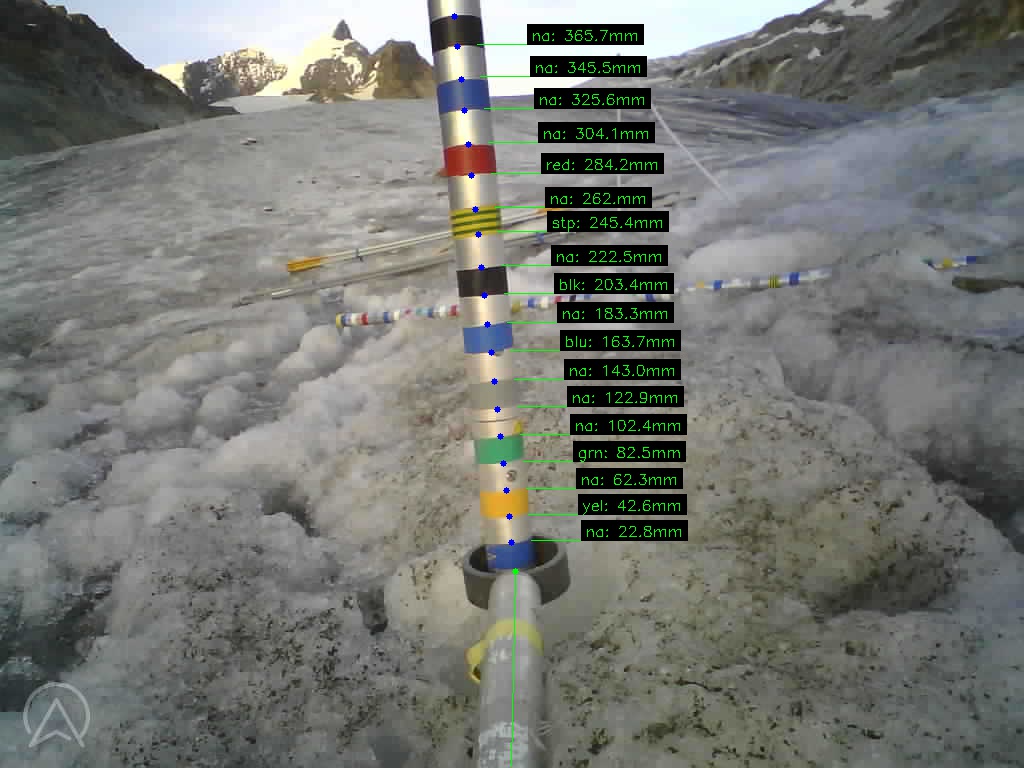 na: 365.7mm
na: 345.5mm
na: 325.6mm
na: 304.1mm
red: 284.2mm
na: 262.mm
stp: 245.4mm
na: 222.5mm
blk: 203.4mm
na: 183.3mm
blu: 163.7mm
na: 143.0mm
na: 122.9mm
na: 102.4mm
grn: 82.5mm
na: 62.3mm
yel: 42.6mm
na: 22.8mm